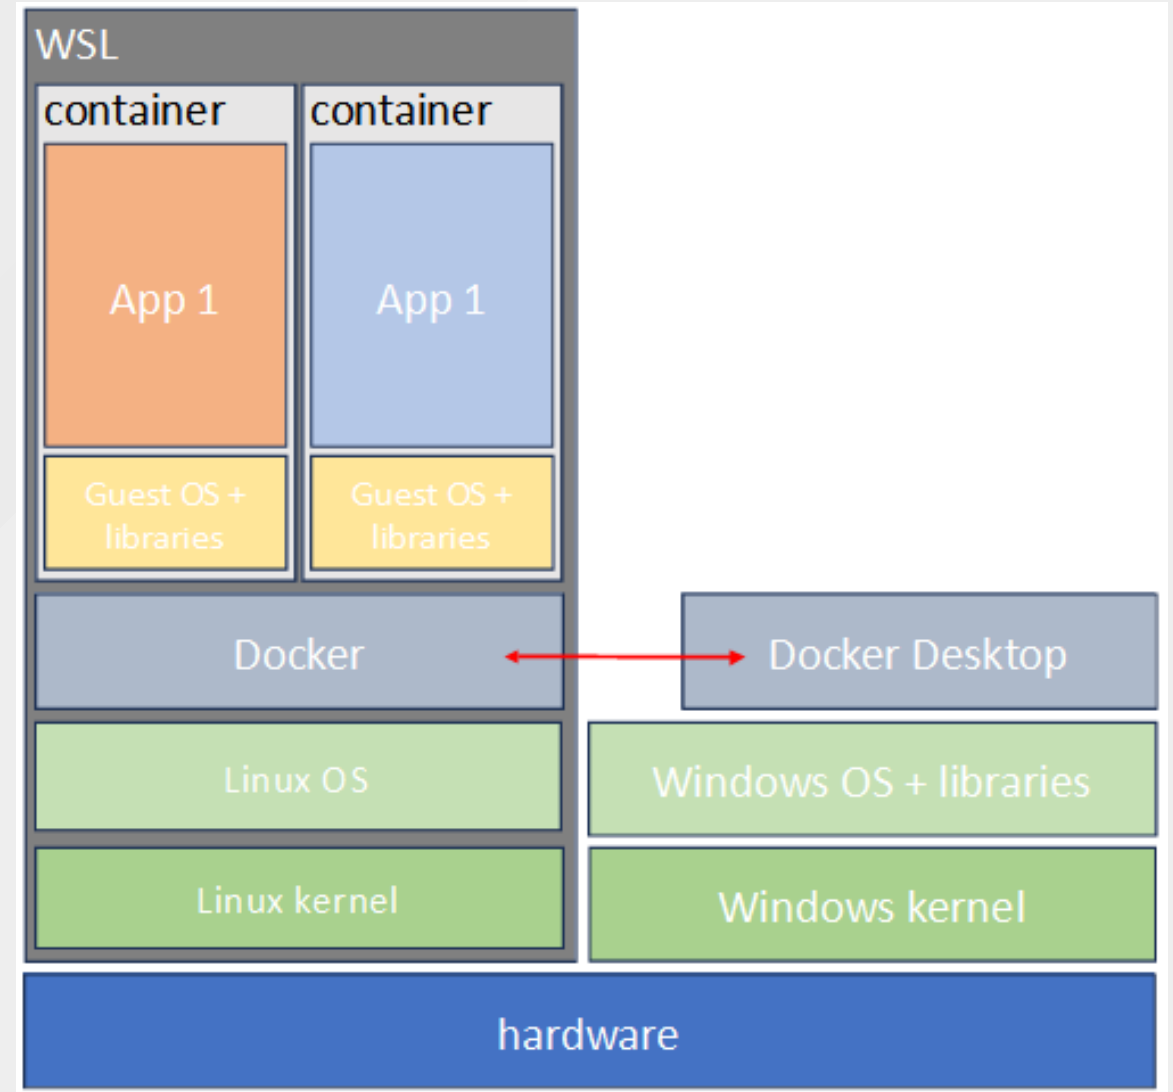 WSL
container
container
App 1
App 1
Guest OS +
libraries
Guest OS +
libraries
Docker
Docker Desktop
Linux OS
Windows OS + libraries
Linux kernel
Windows kernel
hardware